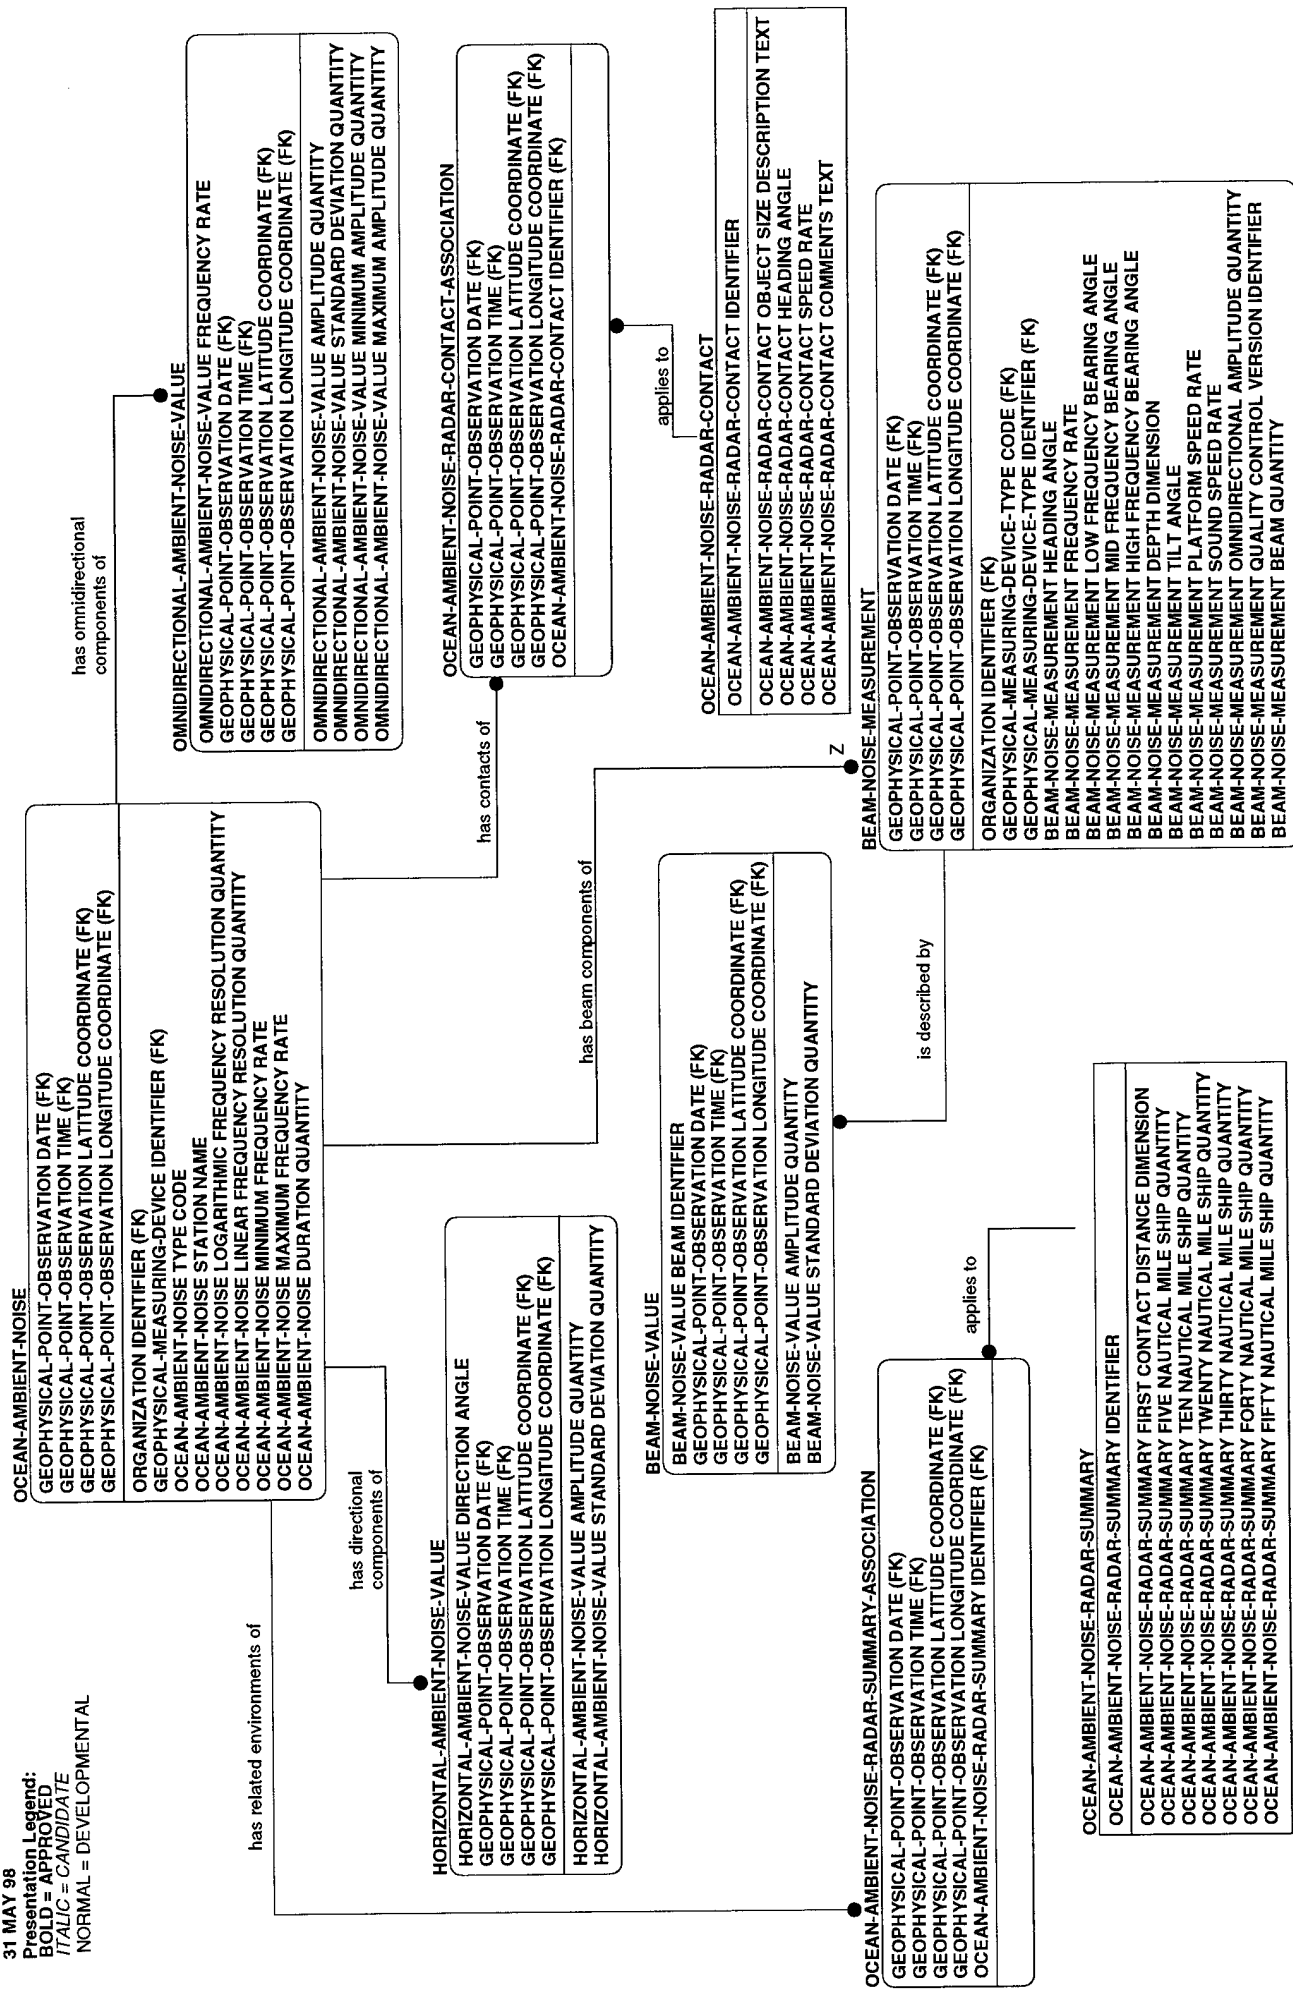 31 MAY 98
Presentation Legend:
BOLD = APPROVED
ITALIC = CANDIDATE
NORMAL = DEVELOPMENTAL
OCEAN-AMBIENT-NOISE
GEOPHYSICAL-POINT-OBSERVATION DATE (FK)
GEOPHYSICAL-POINT-OBSERVATION TIME (FK)
GEOPHYSICAL-POINT-OBSERVATION LATITUDE COORDINATE (FK)
GEOPHYSICAL-POINT-OBSERVATION LONGITUDE COORDINATE (FK)
ORGANIZATION IDENTIFIER (FK)
GEOPHYSICAL-MEASURING-DEVICE IDENTIFIER (FK)
OCEAN-AMBIENT-NOISE TYPE CODE
OCEAN-AMBIENT-NOISE STATION NAME
OCEAN-AMBIENT-NOISE LOGARITHMIC FREQUENCY RESOLUTION QUANTITY
OCEAN-AMBIENT-NOISE LINEAR FREQUENCY RESOLUTION QUANTITY
OCEAN-AMBIENT-NOISE MINIMUM FREQUENCY RATE
OCEAN-AMBIENT-NOISE MAXIMUM FREQUENCY RATE
OCEAN-AMBIENT-NOISE DURATION QUANTITY
has omnidirectional
components of
OMNIDIRECTIONAL-AMBIENT-NOISE-VALUE
OMNIDIRECTIONAL-AMBIENT-NOISE-VALUE FREQUENCY RATE
GEOPHYSICAL-POINT-OBSERVATION DATE (FK)
GEOPHYSICAL-POINT-OBSERVATION TIME (FK)
GEOPHYSICAL-POINT-OBSERVATION LATITUDE COORDINATE (FK)
GEOPHYSICAL-POINT-OBSERVATION LONGITUDE COORDINATE (FK)
OMNIDIRECTIONAL-AMBIENT-NOISE-VALUE AMPLITUDE QUANTITY
OMNIDIRECTIONAL-AMBIENT-NOISE-VALUE STANDARD DEVIATION QUANTITY
OMNIDIRECTIONAL-AMBIENT-NOISE-VALUE MINIMUM AMPLITUDE QUANTITY
OMNIDIRECTIONAL-AMBIENT-NOISE-VALUE MAXIMUM AMPLITUDE QUANTITY
has related environments of
has directional
components of
has contacts of
has beam components of
HORIZONTAL-AMBIENT-NOISE-VALUE
HORIZONTAL-AMBIENT-NOISE-VALUE DIRECTION ANGLE
GEOPHYSICAL-POINT-OBSERVATION DATE (FK)
GEOPHYSICAL-POINT-OBSERVATION TIME (FK)
GEOPHYSICAL-POINT-OBSERVATION LATITUDE COORDINATE (FK)
GEOPHYSICAL-POINT-OBSERVATION LONGITUDE COORDINATE (FK)
HORIZONTAL-AMBIENT-NOISE-VALUE AMPLITUDE QUANTITY
HORIZONTAL-AMBIENT-NOISE-VALUE STANDARD DEVIATION QUANTITY
OCEAN-AMBIENT-NOISE-RADAR-CONTACT-ASSOCIATION
GEOPHYSICAL-POINT-OBSERVATION DATE (FK)
GEOPHYSICAL-POINT-OBSERVATION TIME (FK)
GEOPHYSICAL-POINT-OBSERVATION LATITUDE COORDINATE (FK)
GEOPHYSICAL-POINT-OBSERVATION LONGITUDE COORDINATE (FK)
OCEAN-AMBIENT-NOISE-RADAR-CONTACT IDENTIFIER (FK)
applies to
OCEAN-AMBIENT-NOISE-RADAR-CONTACT
OCEAN-AMBIENT-NOISE-RADAR-CONTACT IDENTIFIER
OCEAN-AMBIENT-NOISE-RADAR-CONTACT OBJECT SIZE DESCRIPTION TEXT
OCEAN-AMBIENT-NOISE-RADAR-CONTACT HEADING ANGLE
OCEAN-AMBIENT-NOISE-RADAR-CONTACT SPEED RATE
OCEAN-AMBIENT-NOISE-RADAR-CONTACT COMMENTS TEXT
BEAM-NOISE-VALUE
BEAM-NOISE-VALUE BEAM IDENTIFIER
GEOPHYSICAL-POINT-OBSERVATION DATE (FK)
GEOPHYSICAL-POINT-OBSERVATION TIME (FK)
GEOPHYSICAL-POINT-OBSERVATION LATITUDE COORDINATE (FK)
GEOPHYSICAL-POINT-OBSERVATION LONGITUDE COORDINATE (FK)
BEAM-NOISE-VALUE AMPLITUDE QUANTITY
BEAM-NOISE-VALUE STANDARD DEVIATION QUANTITY
is described by
Z
BEAM-NOISE-MEASUREMENT
GEOPHYSICAL-POINT-OBSERVATION DATE (FK)
GEOPHYSICAL-POINT-OBSERVATION TIME (FK)
GEOPHYSICAL-POINT-OBSERVATION LATITUDE COORDINATE (FK)
GEOPHYSICAL-POINT-OBSERVATION LONGITUDE COORDINATE (FK)
ORGANIZATION IDENTIFIER (FK)
GEOPHYSICAL-MEASURING-DEVICE-TYPE CODE (FK)
GEOPHYSICAL-MEASURING-DEVICE-TYPE IDENTIFIER (FK)
BEAM-NOISE-MEASUREMENT HEADING ANGLE
BEAM-NOISE-MEASUREMENT FREQUENCY RATE
BEAM-NOISE-MEASUREMENT LOW FREQUENCY BEARING ANGLE
BEAM-NOISE-MEASUREMENT MID FREQUENCY BEARING ANGLE
BEAM-NOISE-MEASUREMENT HIGH FREQUENCY BEARING ANGLE
BEAM-NOISE-MEASUREMENT DEPTH DIMENSION
BEAM-NOISE-MEASUREMENT TILT ANGLE
BEAM-NOISE-MEASUREMENT PLATFORM SPEED RATE
BEAM-NOISE-MEASUREMENT SOUND SPEED RATE
BEAM-NOISE-MEASUREMENT OMNIDIRECTIONAL AMPLITUDE QUANTITY
BEAM-NOISE-MEASUREMENT QUALITY CONTROL VERSION IDENTIFIER
BEAM-NOISE-MEASUREMENT BEAM QUANTITY
OCEAN-AMBIENT-NOISE-RADAR-SUMMARY-ASSOCIATION
GEOPHYSICAL-POINT-OBSERVATION DATE (FK)
GEOPHYSICAL-POINT-OBSERVATION TIME (FK)
GEOPHYSICAL-POINT-OBSERVATION LATITUDE COORDINATE (FK)
GEOPHYSICAL-POINT-OBSERVATION LONGITUDE COORDINATE (FK)
OCEAN-AMBIENT-NOISE-RADAR-SUMMARY IDENTIFIER (FK)
applies to
OCEAN-AMBIENT-NOISE-RADAR-SUMMARY
OCEAN-AMBIENT-NOISE-RADAR-SUMMARY IDENTIFIER
OCEAN-AMBIENT-NOISE-RADAR-SUMMARY FIRST CONTACT DISTANCE DIMENSION
OCEAN-AMBIENT-NOISE-RADAR-SUMMARY FIVE NAUTICAL MILE SHIP QUANTITY
OCEAN-AMBIENT-NOISE-RADAR-SUMMARY TEN NAUTICAL MILE SHIP QUANTITY
OCEAN-AMBIENT-NOISE-RADAR-SUMMARY TWENTY NAUTICAL MILE SHIP QUANTITY
OCEAN-AMBIENT-NOISE-RADAR-SUMMARY THIRTY NAUTICAL MILE SHIP QUANTITY
OCEAN-AMBIENT-NOISE-RADAR-SUMMARY FORTY NAUTICAL MILE SHIP QUANTITY
OCEAN-AMBIENT-NOISE-RADAR-SUMMARY FIFTY NAUTICAL MILE SHIP QUANTITY